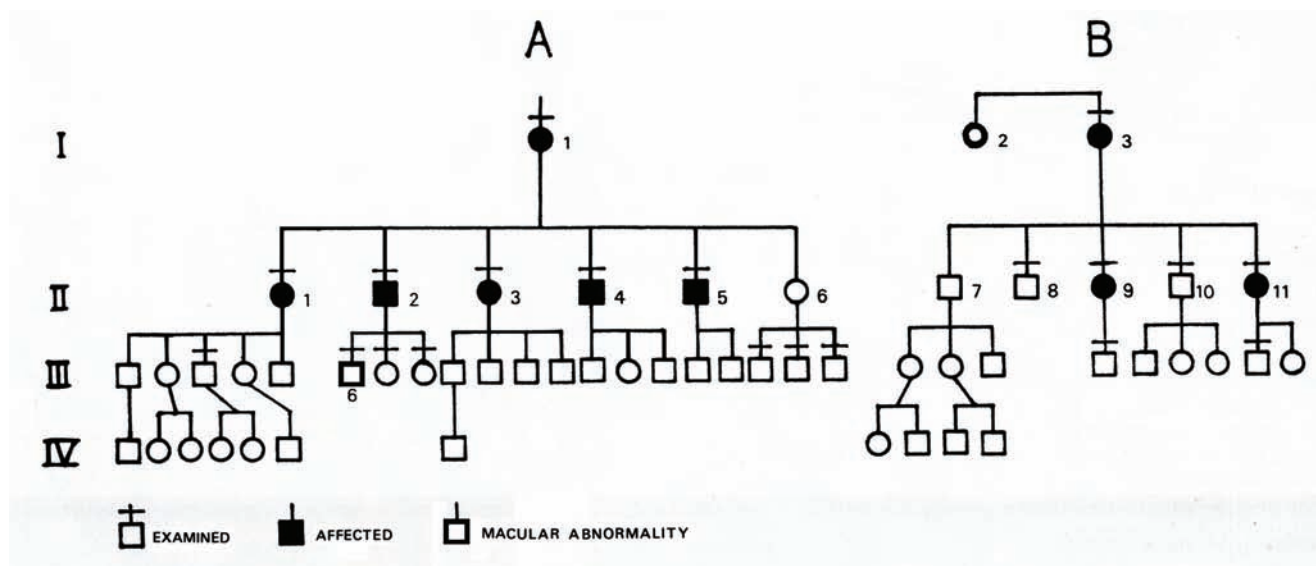 A B
I 1 2 3
II 1 2 3 4 5 6 7 8 9 10 11
III 6
IV
EXAMINED AFFECTED MACULAR ABNORMALITY